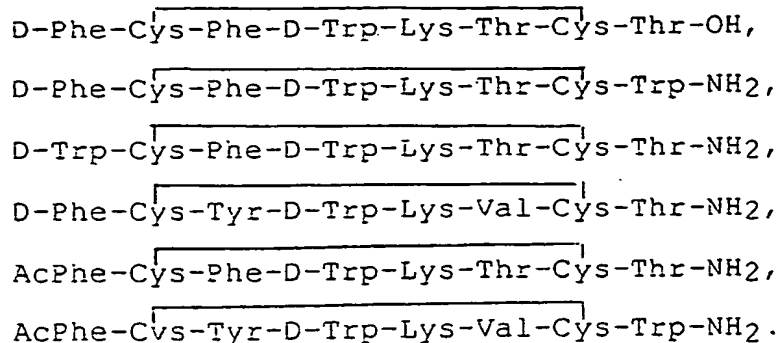 D-Phe-Cys-Phe-D-Trp-Lys-Thr-Cys-Thr-OH,
D-Phe-Cys-Phe-D-Trp-Lys-Thr-Cys-Trp-NH2,
D-Trp-Cys-Phe-D-Trp-Lys-Thr-Cys-Thr-NH2,
D-Phe-Cys-Tyr-D-Trp-Lys-Val-Cys-Thr-NH2,
AcPhe-Cys-Phe-D-Trp-Lys-Thr-Cys-Thr-NH2,
AcPhe-Cys-Tyr-D-Trp-Lys-Val-Cys-Trp-NH2.